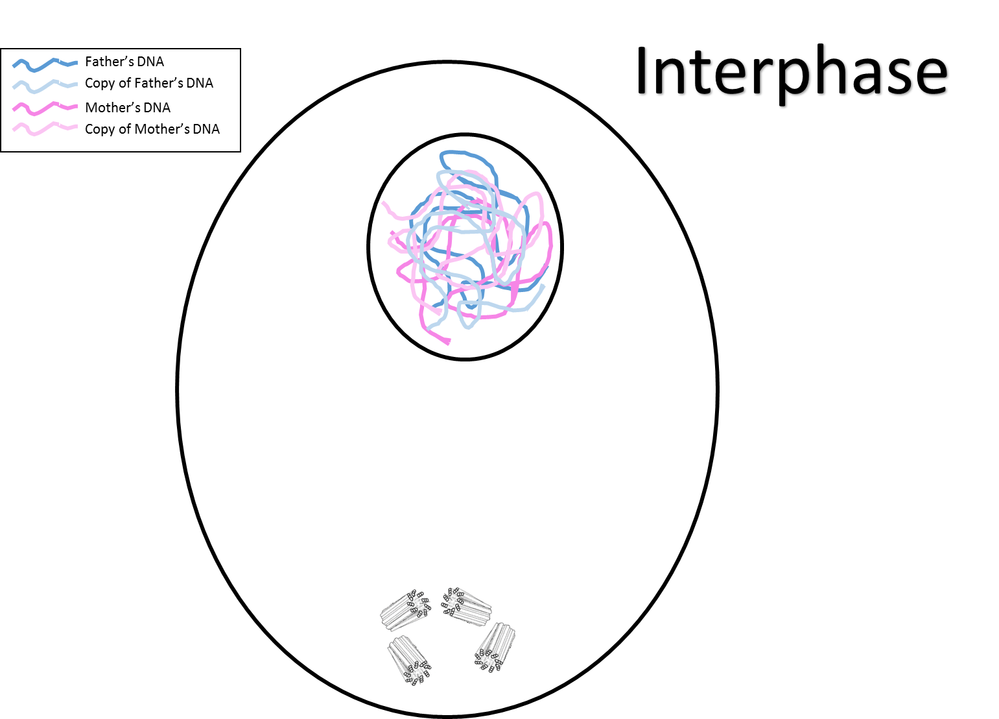 Interphase
Father’s DNA
Copy of Father’s DNA
Mother’s DNA
Copy of Mother’s DNA